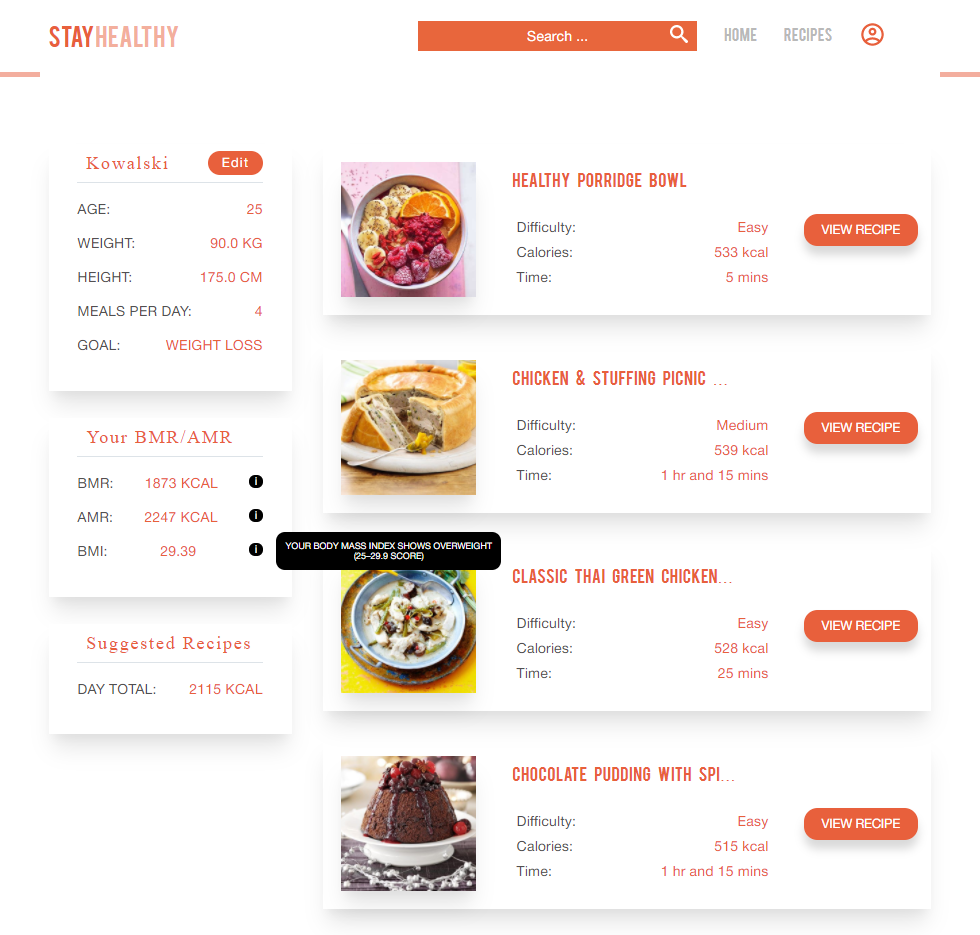 STAYHEALTHY
Search ...
HOME
RECIPES
Kowalski
Edit
AGE: 25
WEIGHT: 90.0 KG
HEIGHT: 175.0 CM
MEALS PER DAY: 4
GOAL: WEIGHT LOSS
Your BMR/AMR
BMR: 1873 KCAL i
AMR: 2247 KCAL i
BMI: 29.39 i
YOUR BODY MASS INDEX SHOWS OVERWEIGHT
(25–29.9 SCORE)
Suggested Recipes
DAY TOTAL: 2115 KCAL
HEALTHY PORRIDGE BOWL
Difficulty: Easy
Calories: 533 kcal
Time: 5 mins
VIEW RECIPE
CHICKEN & STUFFING PICNIC ...
Difficulty: Medium
Calories: 539 kcal
Time: 1 hr and 15 mins
VIEW RECIPE
CLASSIC THAI GREEN CHICKEN...
Difficulty: Easy
Calories: 528 kcal
Time: 25 mins
VIEW RECIPE
CHOCOLATE PUDDING WITH SPI...
Difficulty: Easy
Calories: 515 kcal
Time: 1 hr and 15 mins
VIEW RECIPE